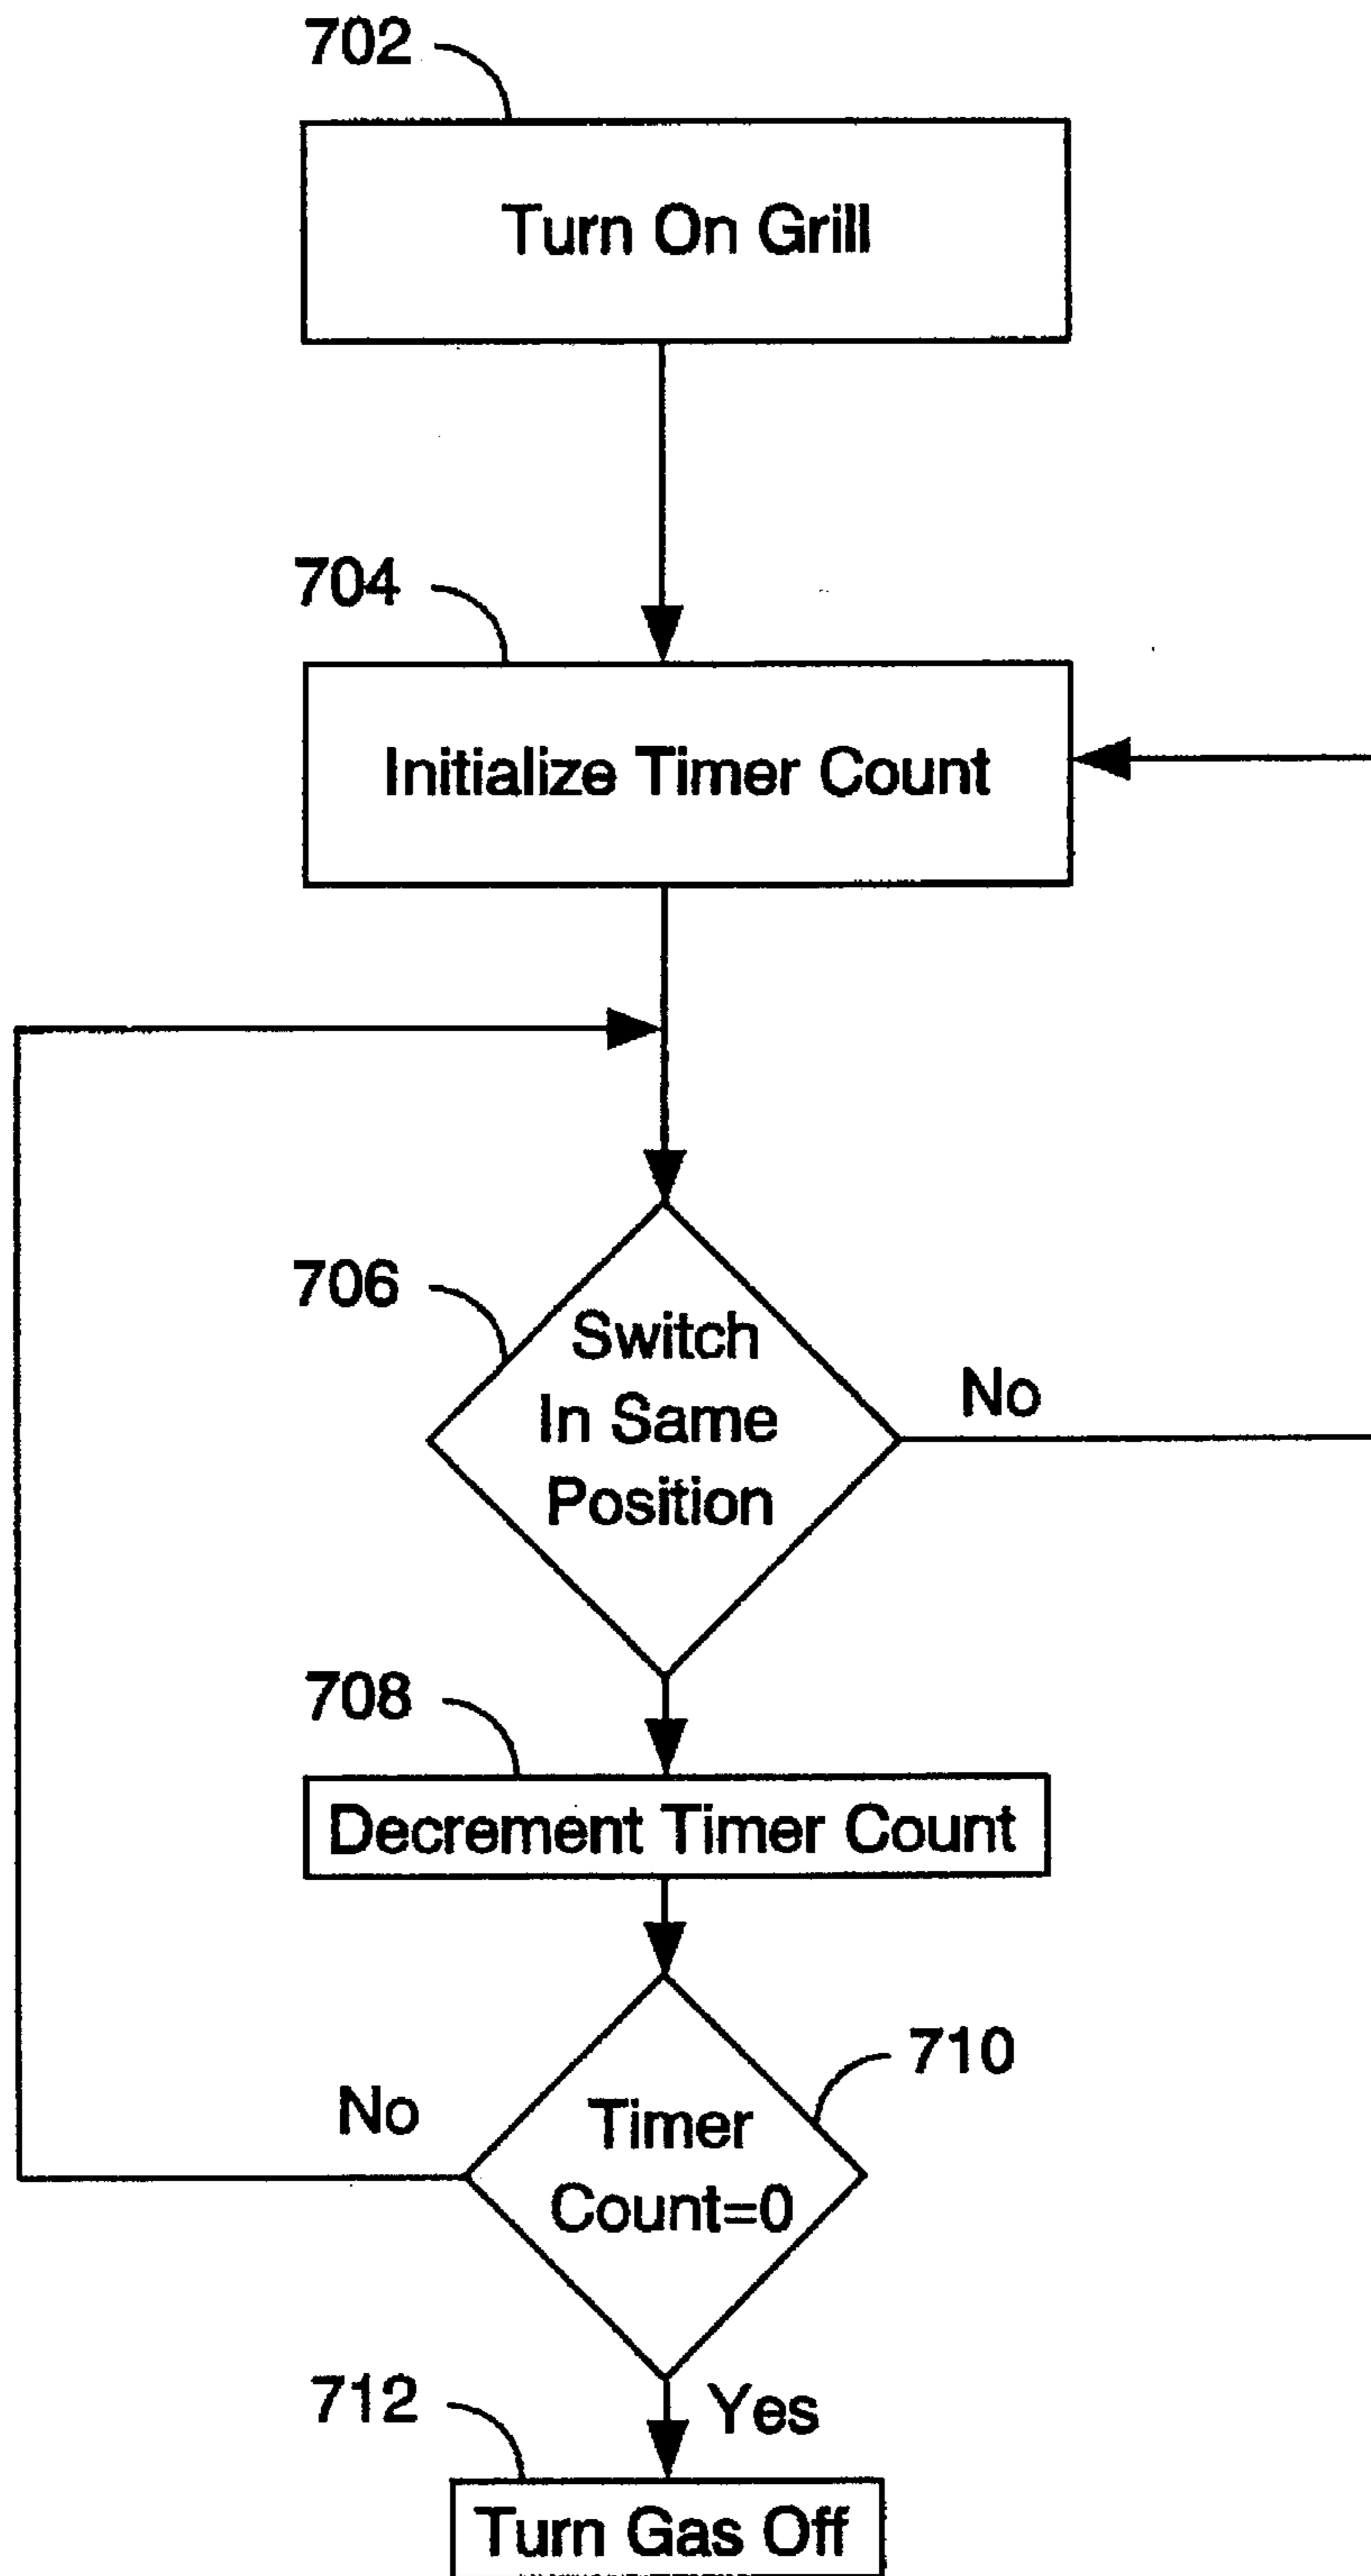 702
Turn On Grill
704
Initialize Timer Count
706
Switch
In Same
Position
No
708
Decrement Timer Count
710
No
Timer
Count=0
712
Yes
Turn Gas Off